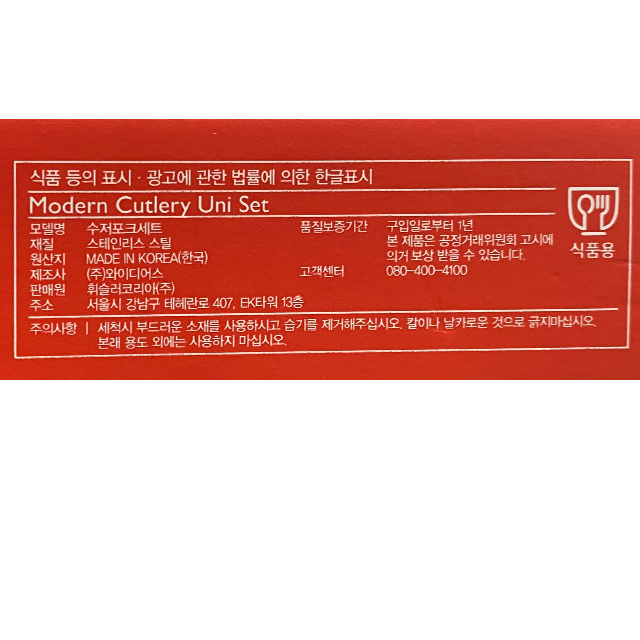 식품 등의 표시 · 광고에 관한 법률에 의한 한글표시
Modern Cutlery Uni Set
모델명 수저포크세트
재질 스테인리스 스틸
원산지 MADE IN KOREA(한국)
제조사 (주)와이디어스
판매원 휘슬러코리아(주)
주소 서울시 강남구 테헤란로 407, EK타워 13층
품질보증기간 구입일로부터 1년
본 제품은 공정거래위원회 고시에
의거 보상 받을 수 있습니다.
고객센터 080-400-4100
식품용
주의사항 | 세척시 부드러운 소재를 사용하시고 습기를 제거해주십시오. 칼이나 날카로운 것으로 긁지마십시오.
본래 용도 외에는 사용하지 마십시오.